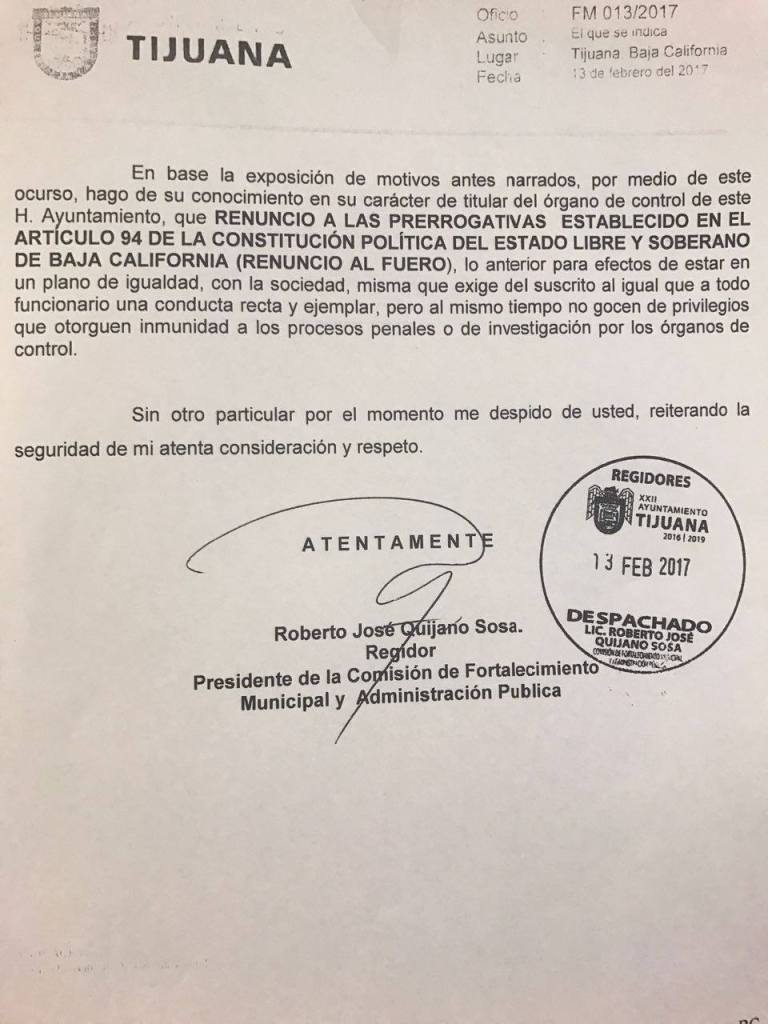 TIJUANA
Oficio FM 013/2017
Asunto El que se indica
Lugar Tijuana, Baja California
Fecha 13 de febrero del 2017
En base la exposición de motivos antes narrados, por medio de este
ocurso, hago de su conocimiento en su carácter de titular del órgano de control de este
H. Ayuntamiento, que RENUNCIO A LAS PRERROGATIVAS ESTABLECIDO EN EL
ARTÍCULO 94 DE LA CONSTITUCIÓN POLÍTICA DEL ESTADO LIBRE Y SOBERANO
DE BAJA CALIFORNIA (RENUNCIO AL FUERO), lo anterior para efectos de estar en
un plano de igualdad, con la sociedad, misma que exige del suscrito al igual que a todo
funcionario una conducta recta y ejemplar, pero al mismo tiempo no gocen de privilegios
que otorguen inmunidad a los procesos penales o de investigación por los órganos de
control.
Sin otro particular por el momento me despido de usted, reiterando la
seguridad de mi atenta consideración y respeto.
ATENTAMENTE
Roberto José Quijano Sosa.
Regidor
Presidente de la Comisión de Fortalecimiento
Municipal y Administración Publica
REGIDORES
XXII
AYUNTAMIENTO
TIJUANA
2016 | 2019
13 FEB 2017
DESPACHADO
LIC. ROBERTO JOSÉ
QUIJANO SOSA
COMISIÓN DE FORTALECIMIENTO MUNICIPAL
Y ADMINISTRACIÓN